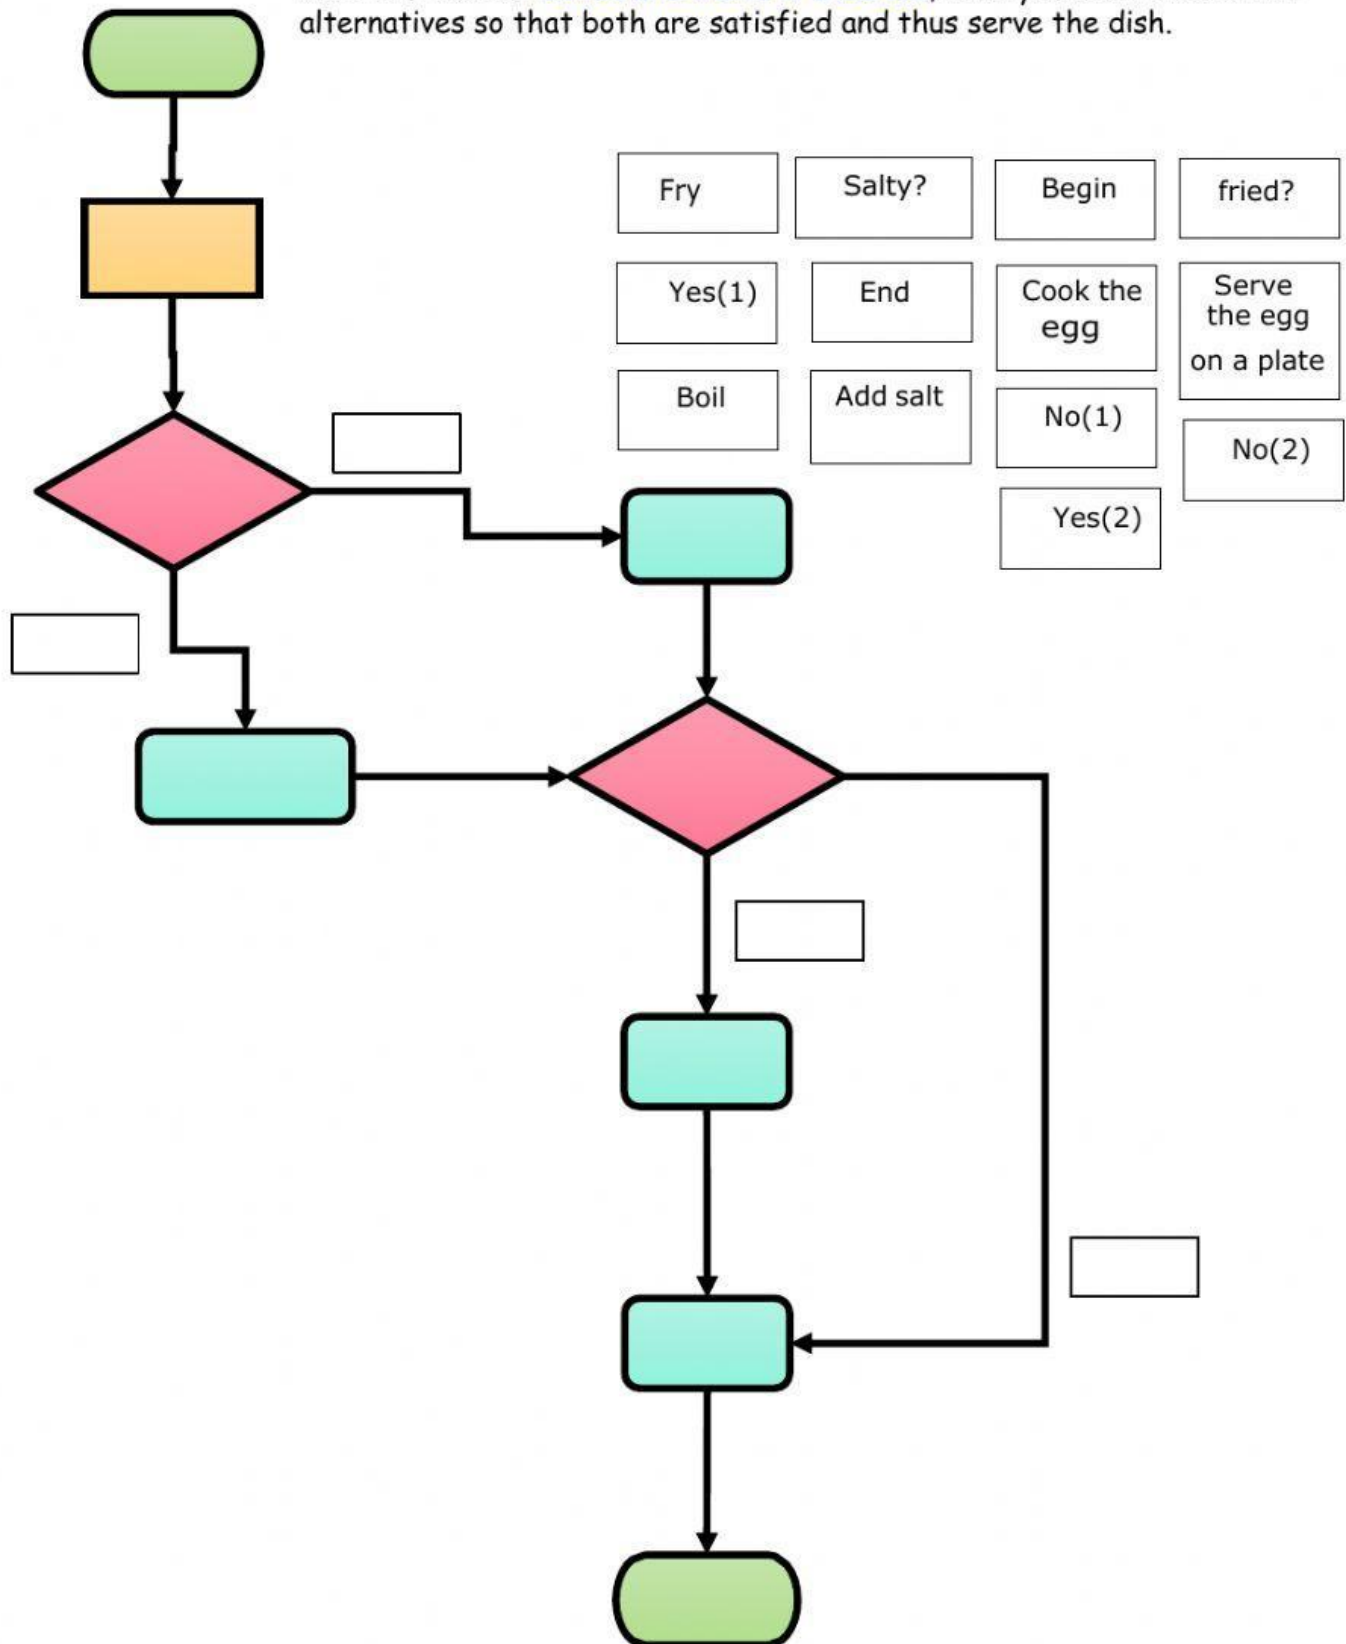 alternatives so that both are satisfied and thus serve the dish.
Fry
Salty?
Begin
fried?
Yes(1)
End
Cook the
egg
Serve
the egg
on a plate
Boil
Add salt
No(1)
No(2)
Yes(2)